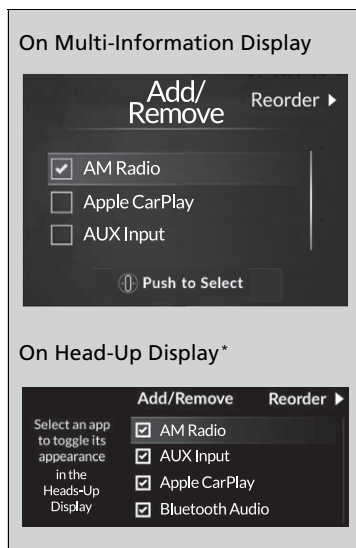 On Multi-Information Display
Add/
Remove
Reorder ▶
AM Radio
Apple CarPlay
AUX Input
Push to Select
On Head-Up Display*
Add/Remove
Reorder ▶
Select an app
to toggle its
appearance
in the
Heads-Up
Display
AM Radio
AUX Input
Apple CarPlay
Bluetooth Audio